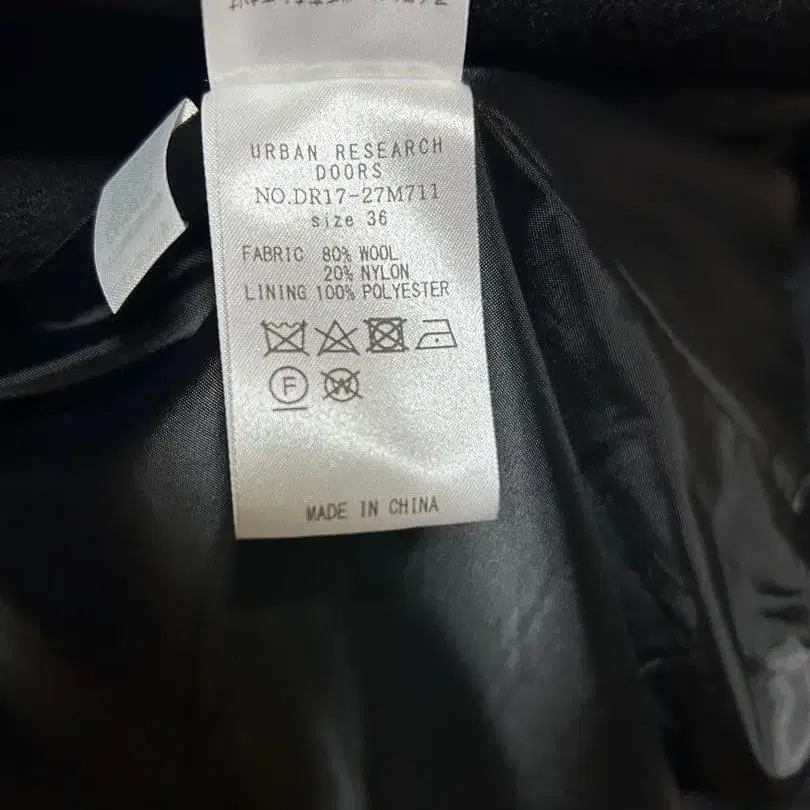 URBAN RESEARCH
DOORS
NO.DR17-27M711
size 36
FABRIC 80% WOOL
20% NYLON
LINING 100% POLYESTER
F W
MADE IN CHINA